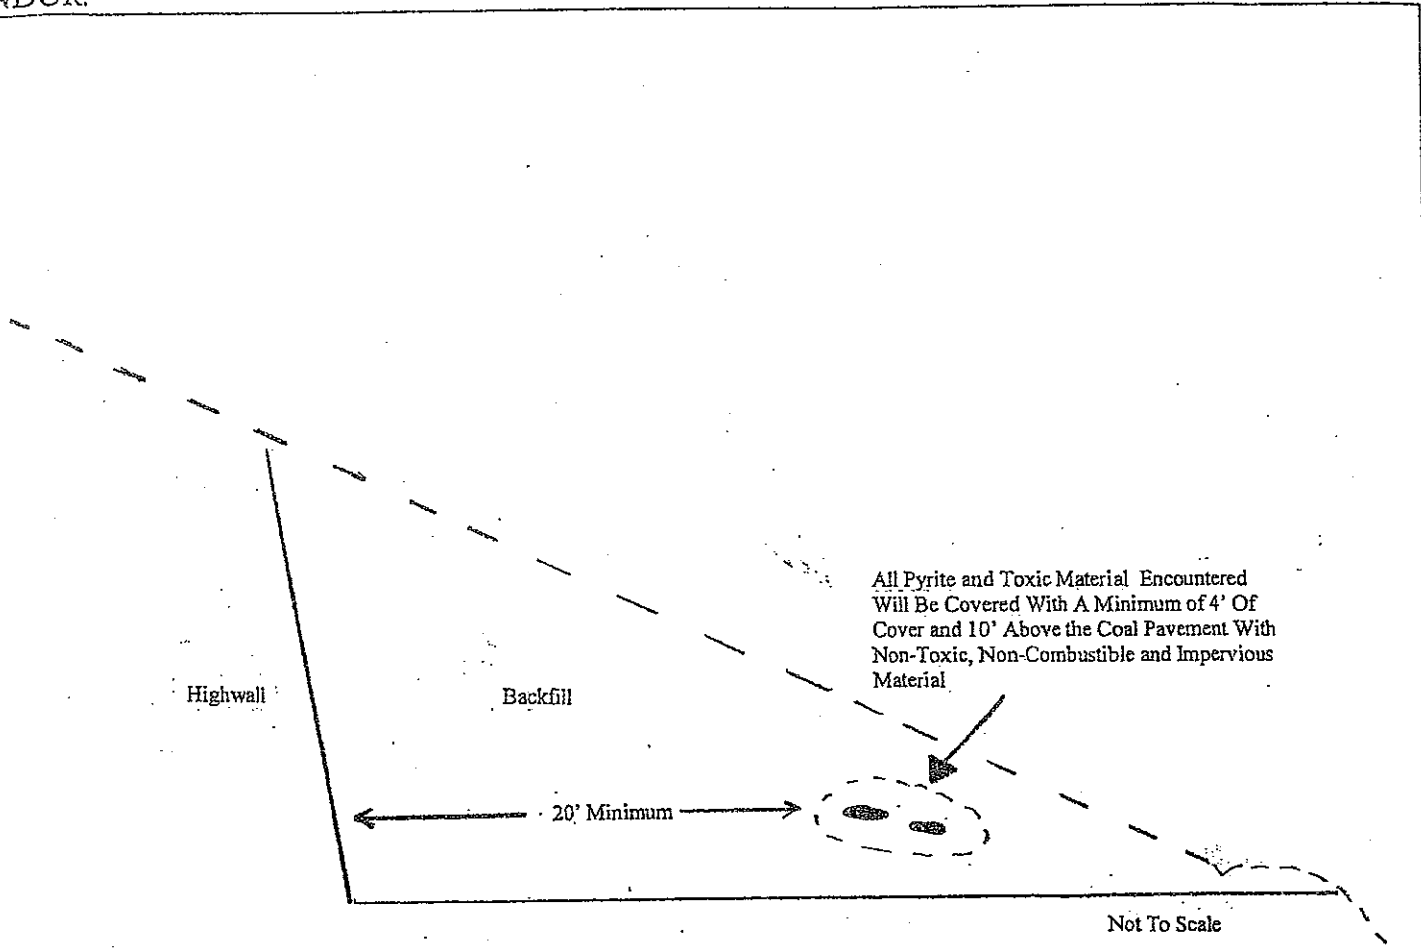 All Pyrite and Toxic Material Encountered
Will Be Covered With A Minimum of 4' Of
Cover and 10' Above the Coal Pavement With
Non-Toxic, Non-Combustible and Impervious
Material
Highwall
Backfill
20' Minimum
Not To Scale